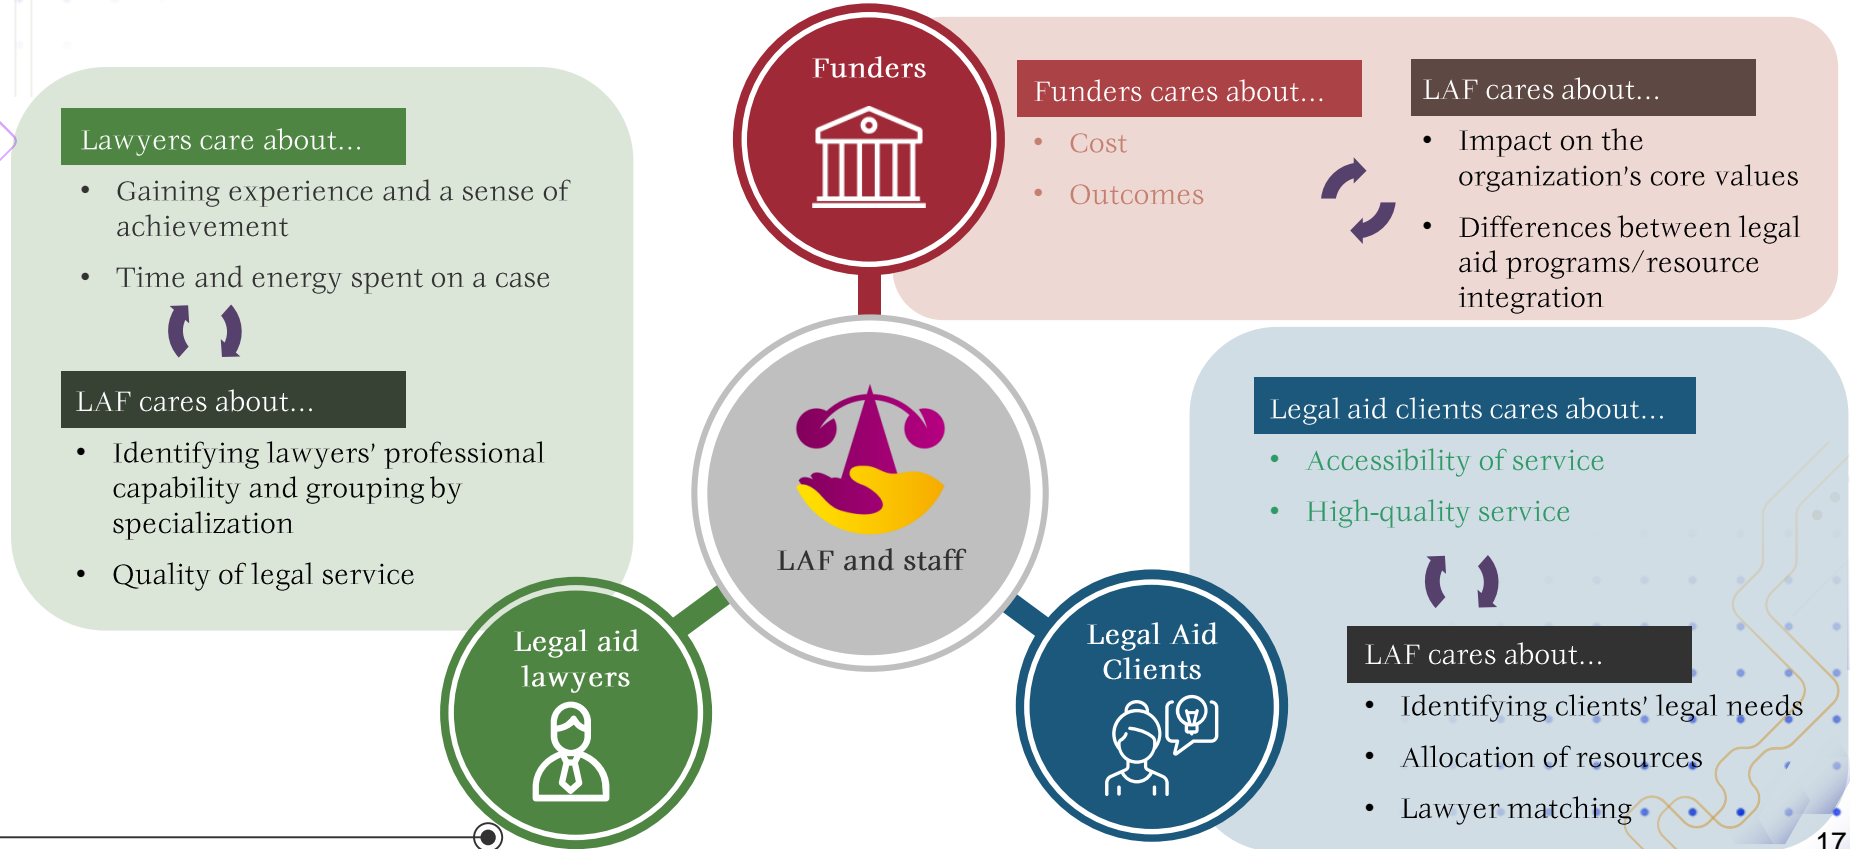 Funders
Funders cares about...
• Cost
• Outcomes
LAF cares about...
• Impact on the
organization's core values
• Differences between legal
aid programs/resource
integration
Lawyers care about...
• Gaining experience and a sense of
achievement
• Time and energy spent on a case
LAF cares about...
• Identifying lawyers' professional
capability and grouping by
specialization
• Quality of legal service
LAF and staff
Legal aid
lawyers
Legal Aid
Clients
Legal aid clients cares about...
• Accessibility of service
• High-quality service
LAF cares about...
• Identifying clients' legal needs
• Allocation of resources
• Lawyer matching
17